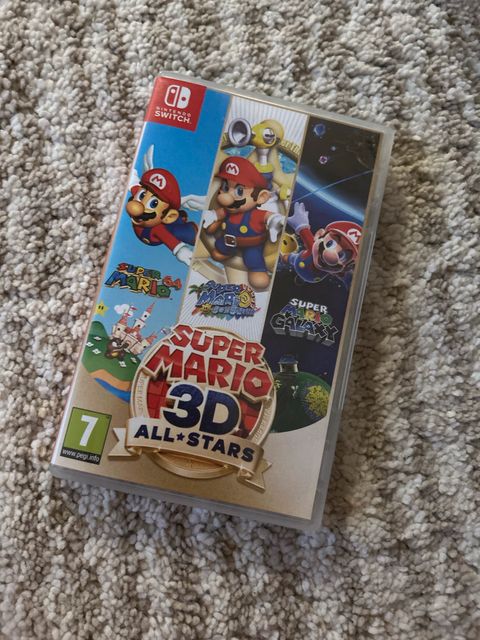 NINTENDO
SWITCH
M
M
M
SUPER
MARIO 64
SUPER
MARIO
SUNSHINE
SUPER
MARIO
GALAXY
SUPER
MARIO
3D
ALL★STARS
7
www.pegi.info